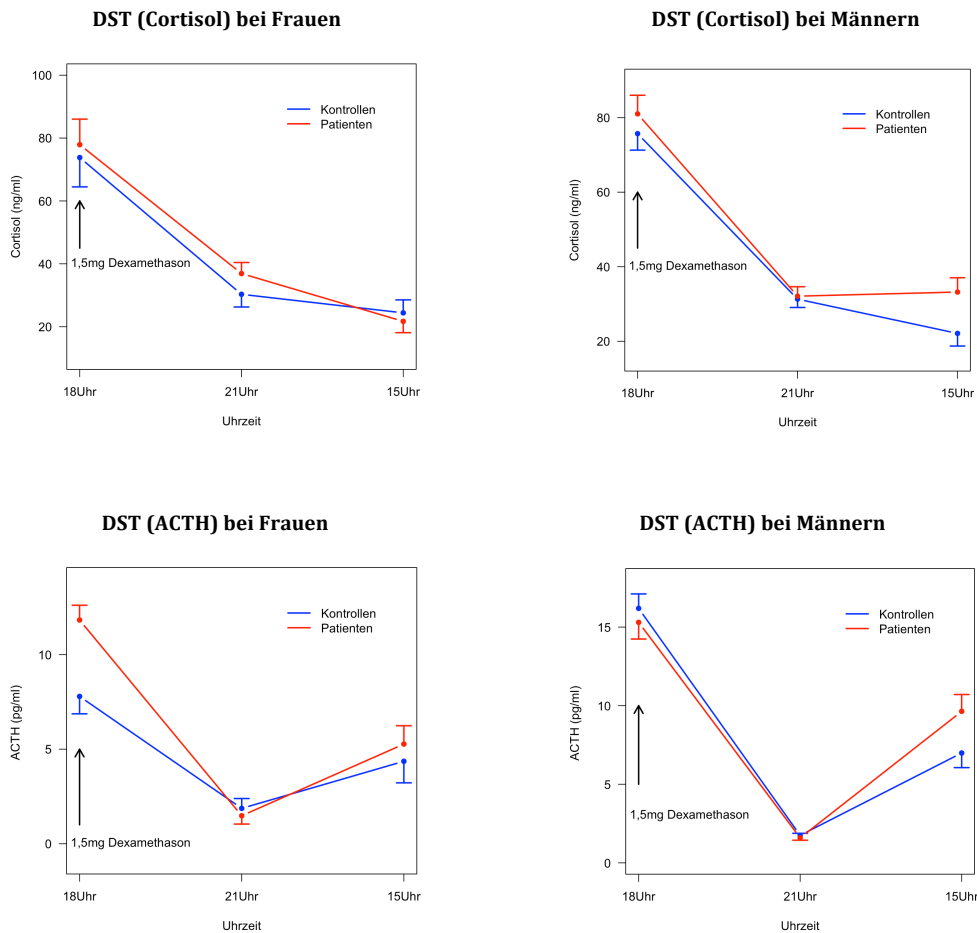 DST (Cortisol) bei Frauen
Cortisol (ng/ml)
100
80
60
40
20
Kontrollen
Patienten
1,5mg Dexamethason
18Uhr
21Uhr
15Uhr
Uhrzeit
DST (Cortisol) bei Männern
Cortisol (ng/ml)
80
60
40
20
Kontrollen
Patienten
1,5mg Dexamethason
18Uhr
21Uhr
15Uhr
Uhrzeit
DST (ACTH) bei Frauen
ACTH (pg/ml)
10
5
0
Kontrollen
Patienten
1,5mg Dexamethason
18Uhr
21Uhr
15Uhr
Uhrzeit
DST (ACTH) bei Männern
ACTH (pg/ml)
15
10
5
0
Kontrollen
Patienten
1,5mg Dexamethason
18Uhr
21Uhr
15Uhr
Uhrzeit